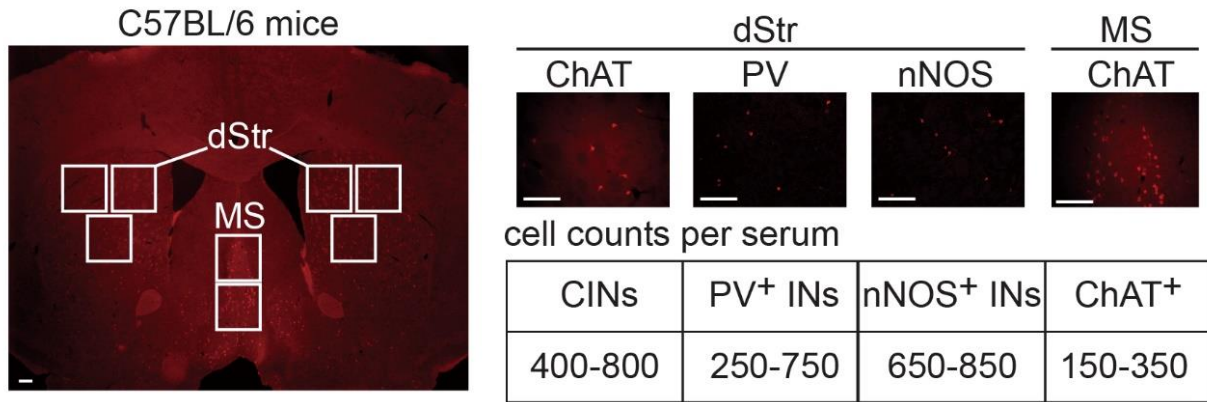 C57BL/6 mice
dStr
MS
dStr MS
ChAT PV nNOS ChAT
cell counts per serum
CINs PV+ INs nNOS+ INs ChAT+
400-800 250-750 650-850 150-350